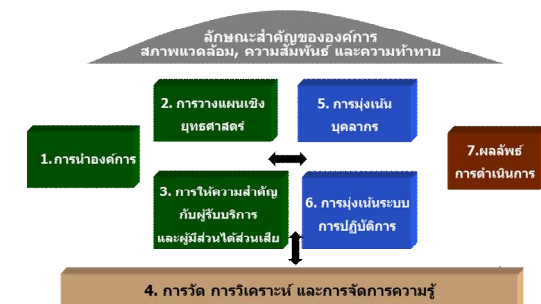 ลักษณะสำคัญขององค์การ
สภาพแวดล้อม, ความสัมพันธ์ และความท้าทาย
2. การวางแผนเชิง
ยุทธศาสตร์
5. การมุ่งเน้น
บุคลากร
1.การนำองค์การ
7.ผลลัพธ์
การดำเนินการ
3. การให้ความสำคัญ
กับผู้รับบริการ
และผู้มีส่วนได้ส่วนเสีย
6. การมุ่งเน้นระบบ
การปฏิบัติการ
4. การวัด การวิเคราะห์ และการจัดการความรู้